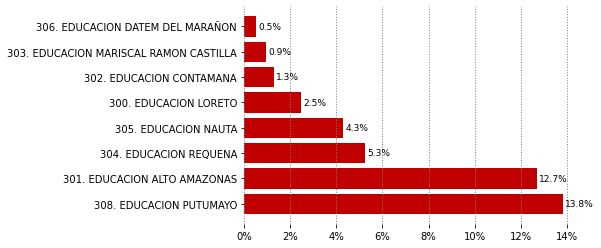 306. EDUCACION DATEM DEL MARAÑON 0.5%
303. EDUCACION MARISCAL RAMON CASTILLA 0.9%
302. EDUCACION CONTAMANA 1.3%
300. EDUCACION LORETO 2.5%
305. EDUCACION NAUTA 4.3%
304. EDUCACION REQUENA 5.3%
301. EDUCACION ALTO AMAZONAS 12.7%
308. EDUCACION PUTUMAYO 13.8%
0% 2% 4% 6% 8% 10% 12% 14%